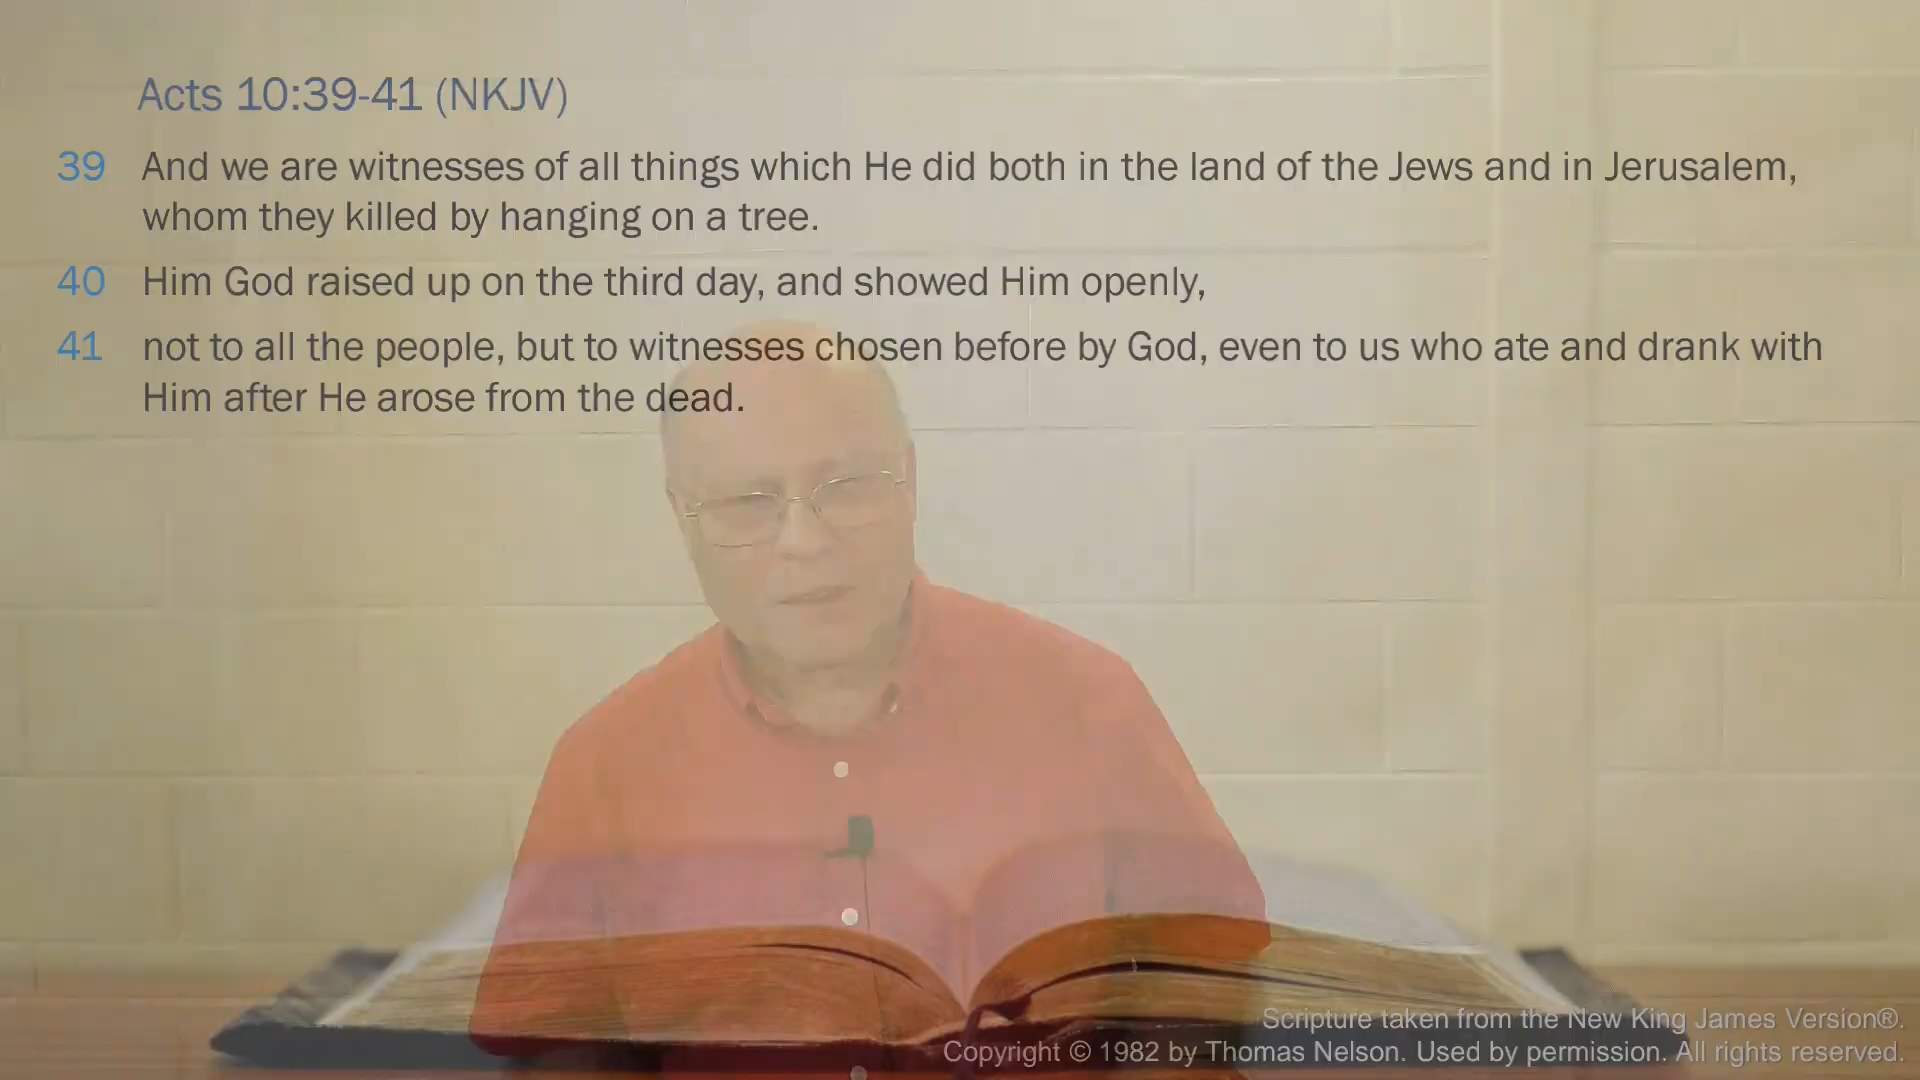 Acts 10:39-41 (NKJV)
39 And we are witnesses of all things which He did both in the land of the Jews and in Jerusalem,
whom they killed by hanging on a tree.
40 Him God raised up on the third day, and showed Him openly,
41 not to all the people, but to witnesses chosen before by God, even to us who ate and drank with
Him after He arose from the dead.
Scripture taken from the New King James Version®.
Copyright © 1982 by Thomas Nelson. Used by permission. All rights reserved.